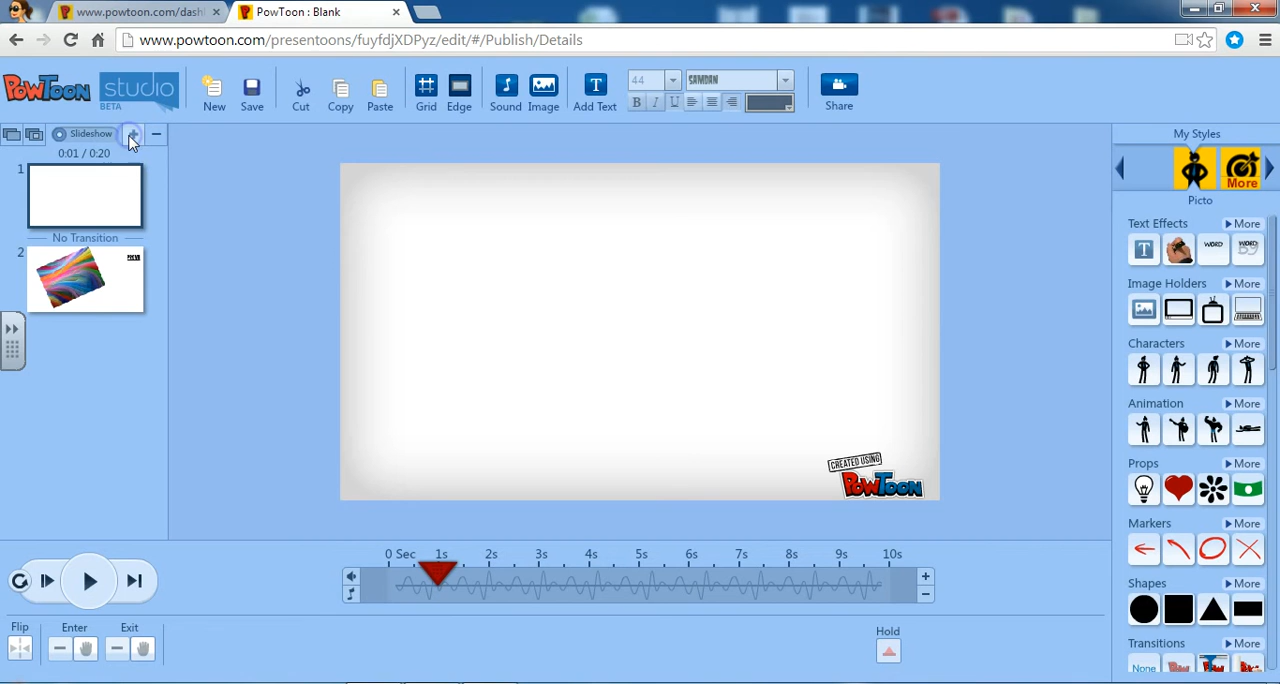 www.powtoon.com/dashl
PowToon : Blank
www.powtoon.com/presentoons/fuyfdjXDPyz/edit/#/Publish/Details
POWTOON
studio
BETA
New
Save
Cut
Copy
Paste
Grid
Edge
Sound
Image
T
Add Text
44
B I U
Share
Slideshow
0:01 / 0:20
1
No Transition
2
CREATED USING
POWTOON
My Styles
More
Picto
Text Effects
More
T
WORD
Image Holders
More
Characters
More
Animation
More
Props
More
Markers
More
Shapes
More
Transitions
More
None
0 Sec 1s 2s 3s 4s 5s 6s 7s 8s 9s 10s
Flip
Enter
Exit
Hold